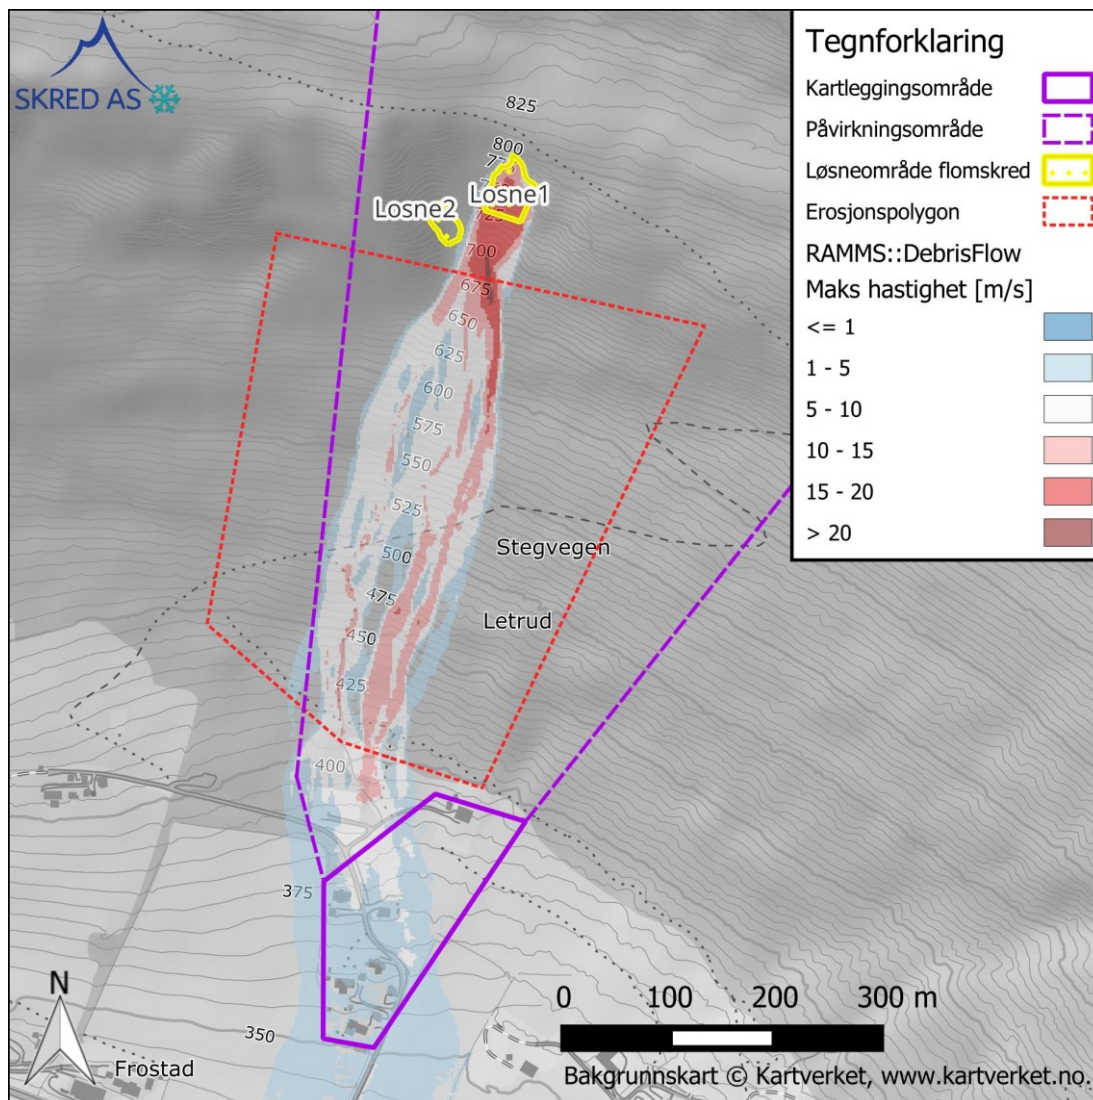 SKRED AS
825
800
Losne1
Losne2
725
700
675
650
625
600
575
550
525
500
475
450
425
400
375
350
Stegvegen
Letrud
Frostad
N
Tegnforklaring
Kartleggingsområde
Påvirkningsområde
Løsneområde flomskred
Erosjonspolygon
RAMMS::DebrisFlow
Maks hastighet [m/s]
<= 1
1 - 5
5 - 10
10 - 15
15 - 20
> 20
0 100 200 300 m
Bakgrunnskart © Kartverket, www.kartverket.no.